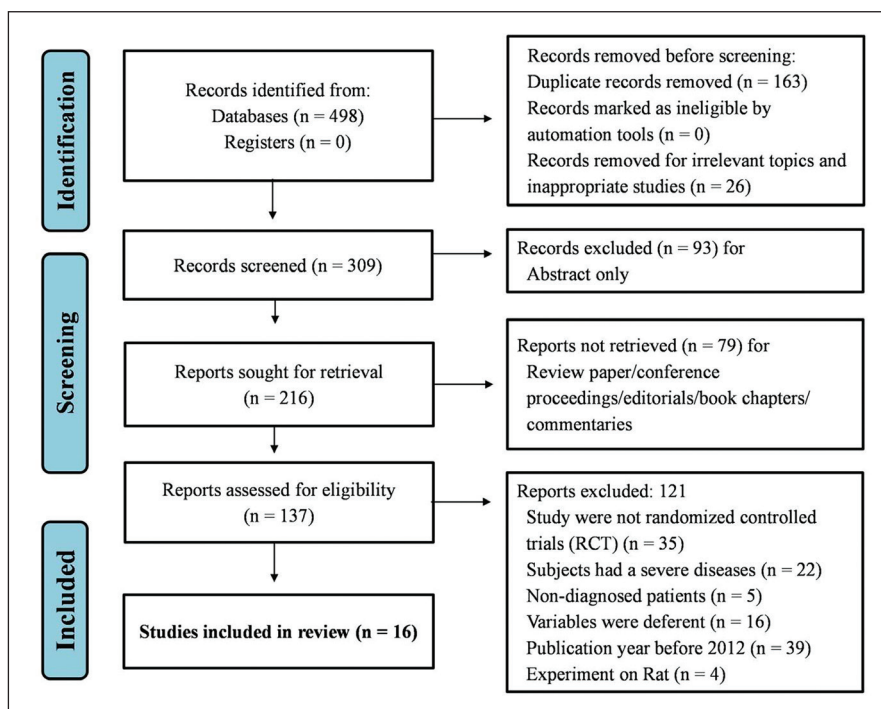 Identification
Records identified from:
Databases (n = 498)
Registers (n = 0)
Records removed before screening:
Duplicate records removed (n = 163)
Records marked as ineligible by
automation tools (n = 0)
Records removed for irrelevant topics and
inappropriate studies (n = 26)
Screening
Records screened (n = 309)
Records excluded (n = 93) for
Abstract only
Reports sought for retrieval
(n = 216)
Reports not retrieved (n = 79) for
Review paper/conference
proceedings/editorials/book chapters/
commentaries
Reports assessed for eligibility
(n = 137)
Reports excluded: 121
Study were not randomized controlled
trials (RCT) (n = 35)
Subjects had a severe diseases (n = 22)
Non-diagnosed patients (n = 5)
Variables were deferent (n = 16)
Publication year before 2012 (n = 39)
Experiment on Rat (n = 4)
Included
Studies included in review (n = 16)